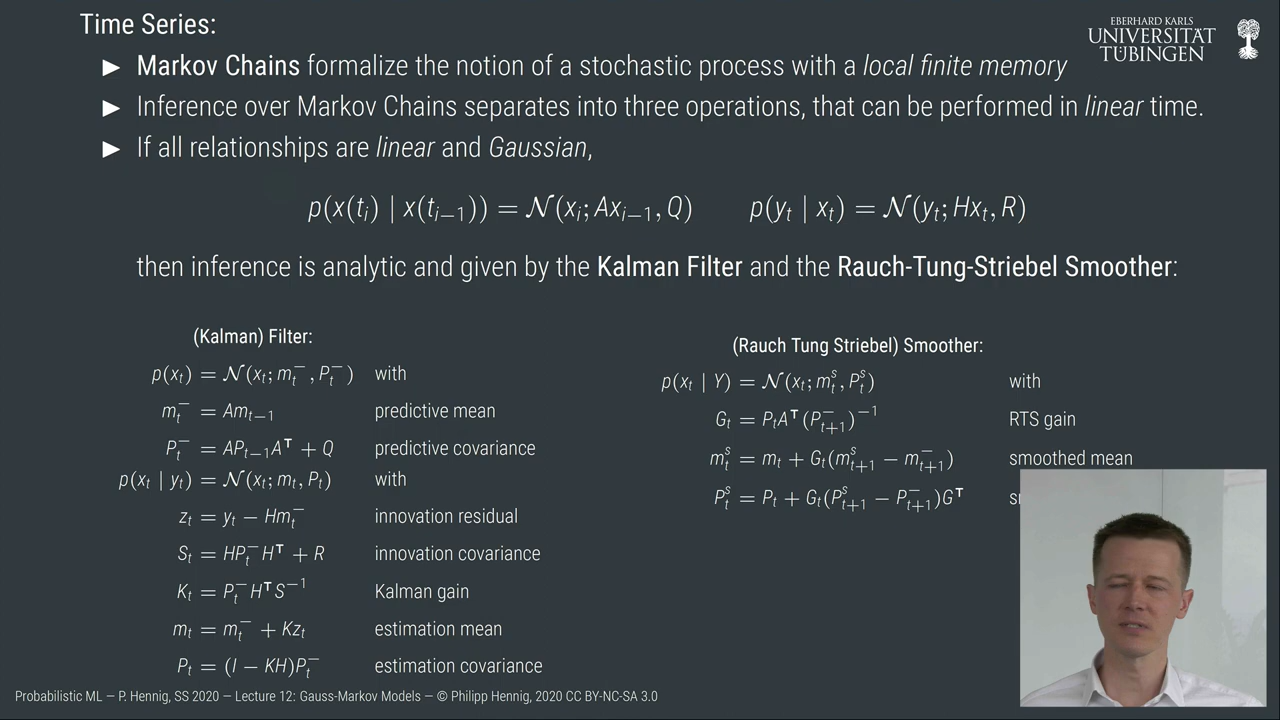 Time Series:
EBERHARD KARLS
UNIVERSITÄT
TÜBINGEN
▶ Markov Chains formalize the notion of a stochastic process with a local finite memory
▶ Inference over Markov Chains separates into three operations, that can be performed in linear time.
▶ If all relationships are linear and Gaussian,
p(x(t_i) | x(t_{i−1})) = 𝒩(x_i; Ax_{i−1}, Q) p(y_t | x_t) = 𝒩(y_t; Hx_t, R)
then inference is analytic and given by the Kalman Filter and the Rauch-Tung-Striebel Smoother:
(Kalman) Filter:
p(x_t) = 𝒩(x_t; m_t^−, P_t^−) with
m_t^− = Am_{t−1} predictive mean
P_t^− = AP_{t−1}A^⊤ + Q predictive covariance
p(x_t | y_t) = 𝒩(x_t; m_t, P_t) with
z_t = y_t − Hm_t^− innovation residual
S_t = HP_t^−H^⊤ + R innovation covariance
K_t = P_t^−H^⊤S^{−1} Kalman gain
m_t = m_t^− + Kz_t estimation mean
P_t = (I − KH)P_t^− estimation covariance
(Rauch Tung Striebel) Smoother:
p(x_t | Y) = 𝒩(x_t; m_t^s, P_t^s) with
G_t = P_tA^⊤(P_{t+1}^−)^{−1} RTS gain
m_t^s = m_t + G_t(m_{t+1}^s − m_{t+1}^−) smoothed mean
P_t^s = P_t + G_t(P_{t+1}^s − P_{t+1}^−)G^⊤
Probabilistic ML — P. Hennig, SS 2020 — Lecture 12: Gauss-Markov Models — © Philipp Hennig, 2020 CC BY-NC-SA 3.0